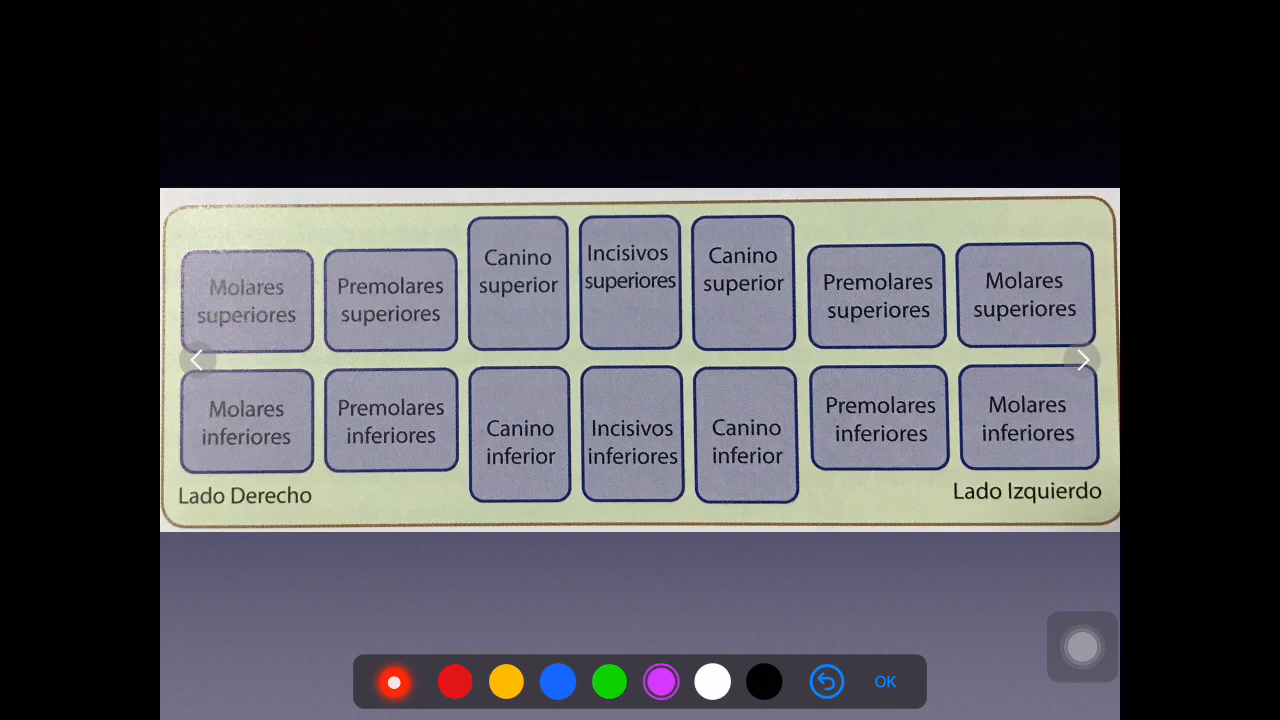 Molares
superiores
Premolares
superiores
Canino
superior
Incisivos
superiores
Canino
superior
Premolares
superiores
Molares
superiores
Molares
inferiores
Premolares
inferiores
Canino
inferior
Incisivos
inferiores
Canino
inferior
Premolares
inferiores
Molares
inferiores
Lado Derecho
Lado Izquierdo
OK